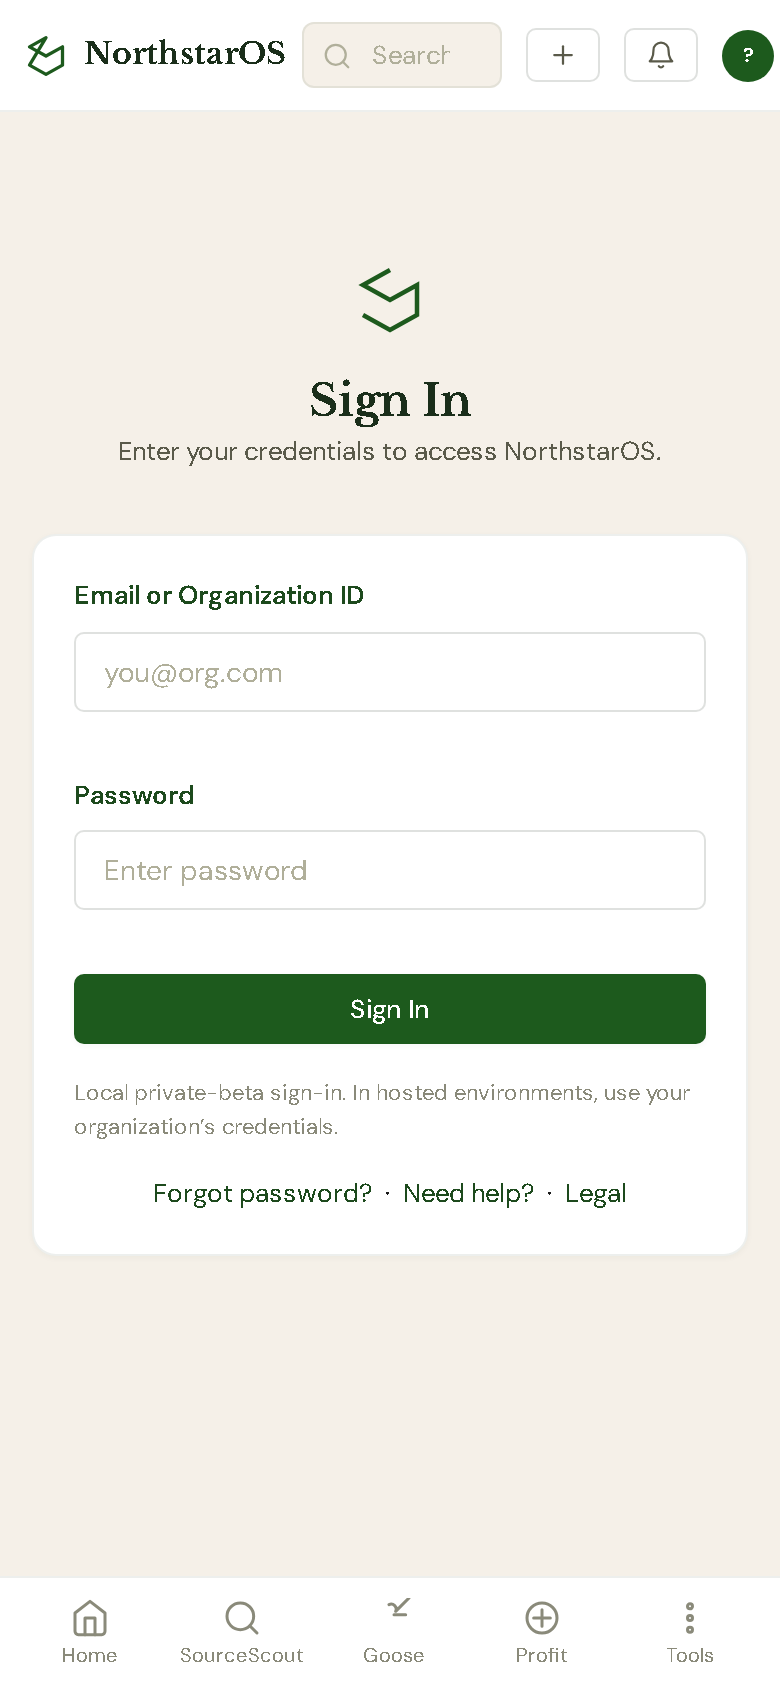 NorthstarOS
Search
?
Sign In
Enter your credentials to access NorthstarOS.
Email or Organization ID
you@org.com
Password
Enter password
Sign In
Local private-beta sign-in. In hosted environments, use your
organization’s credentials.
Forgot password? · Need help? · Legal
Home SourceScout Goose Profit Tools